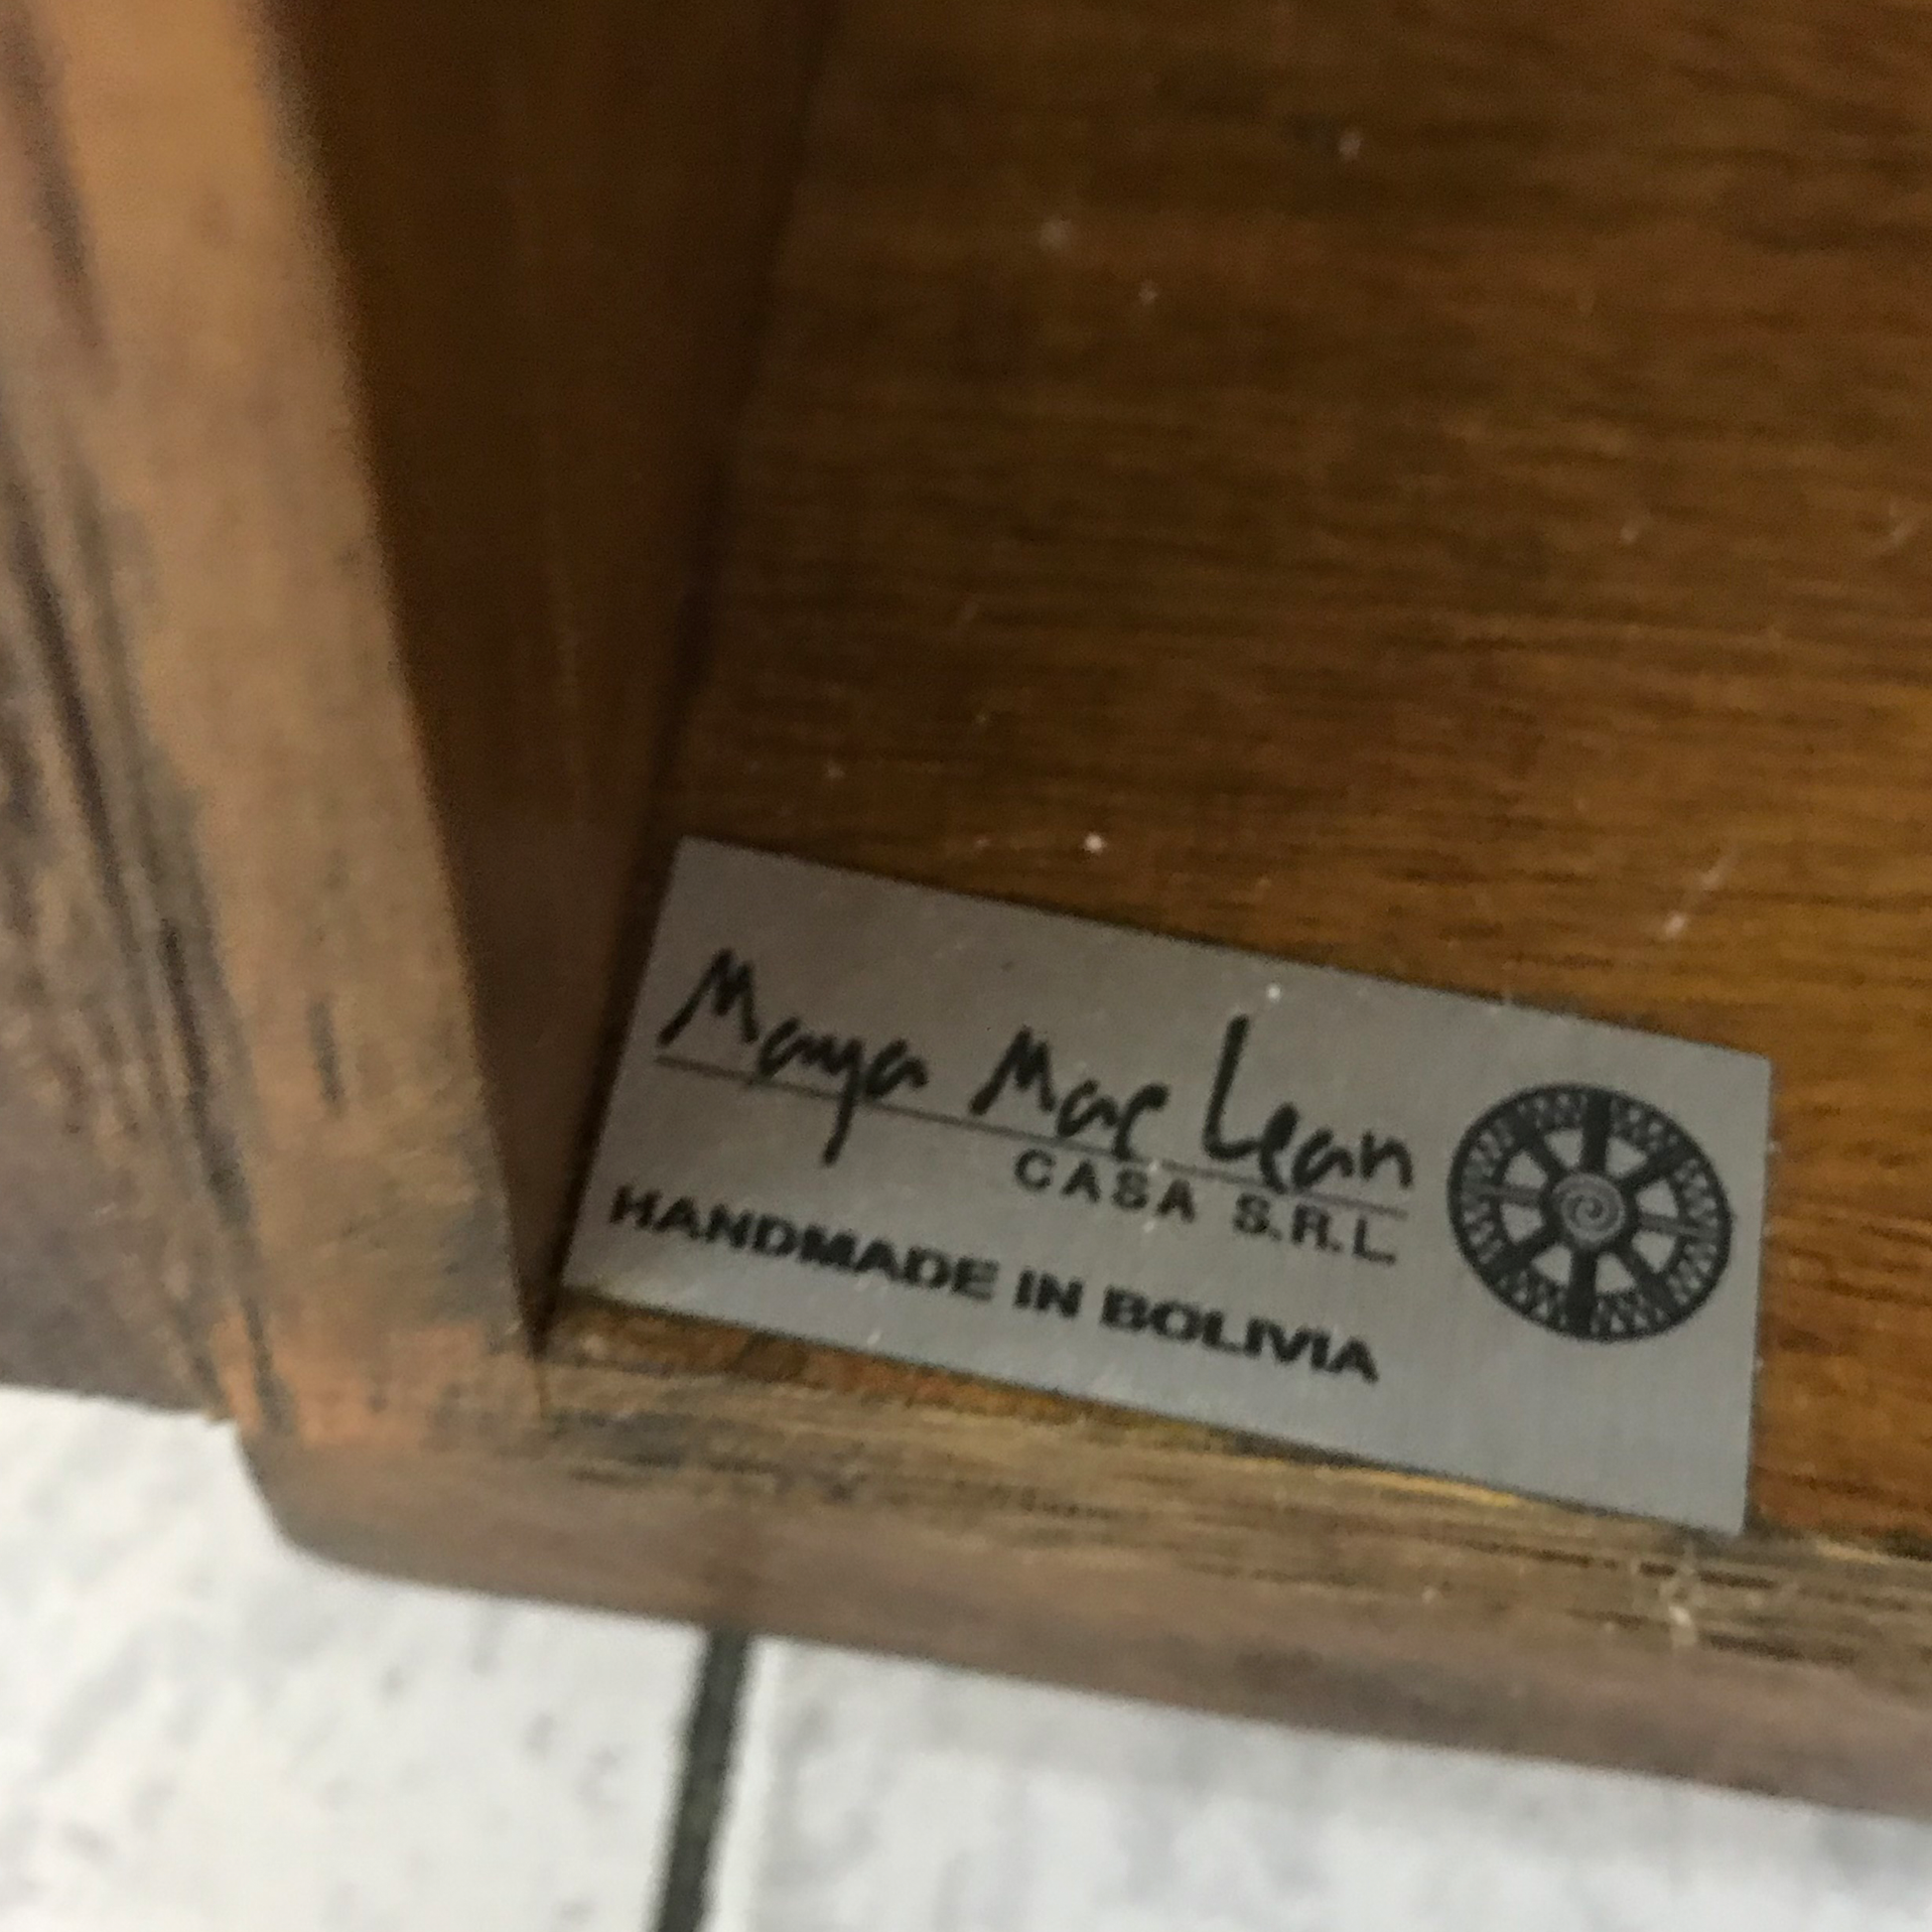 Maya Mac Lean
CASA S.R.L.
HANDMADE IN BOLIVIA